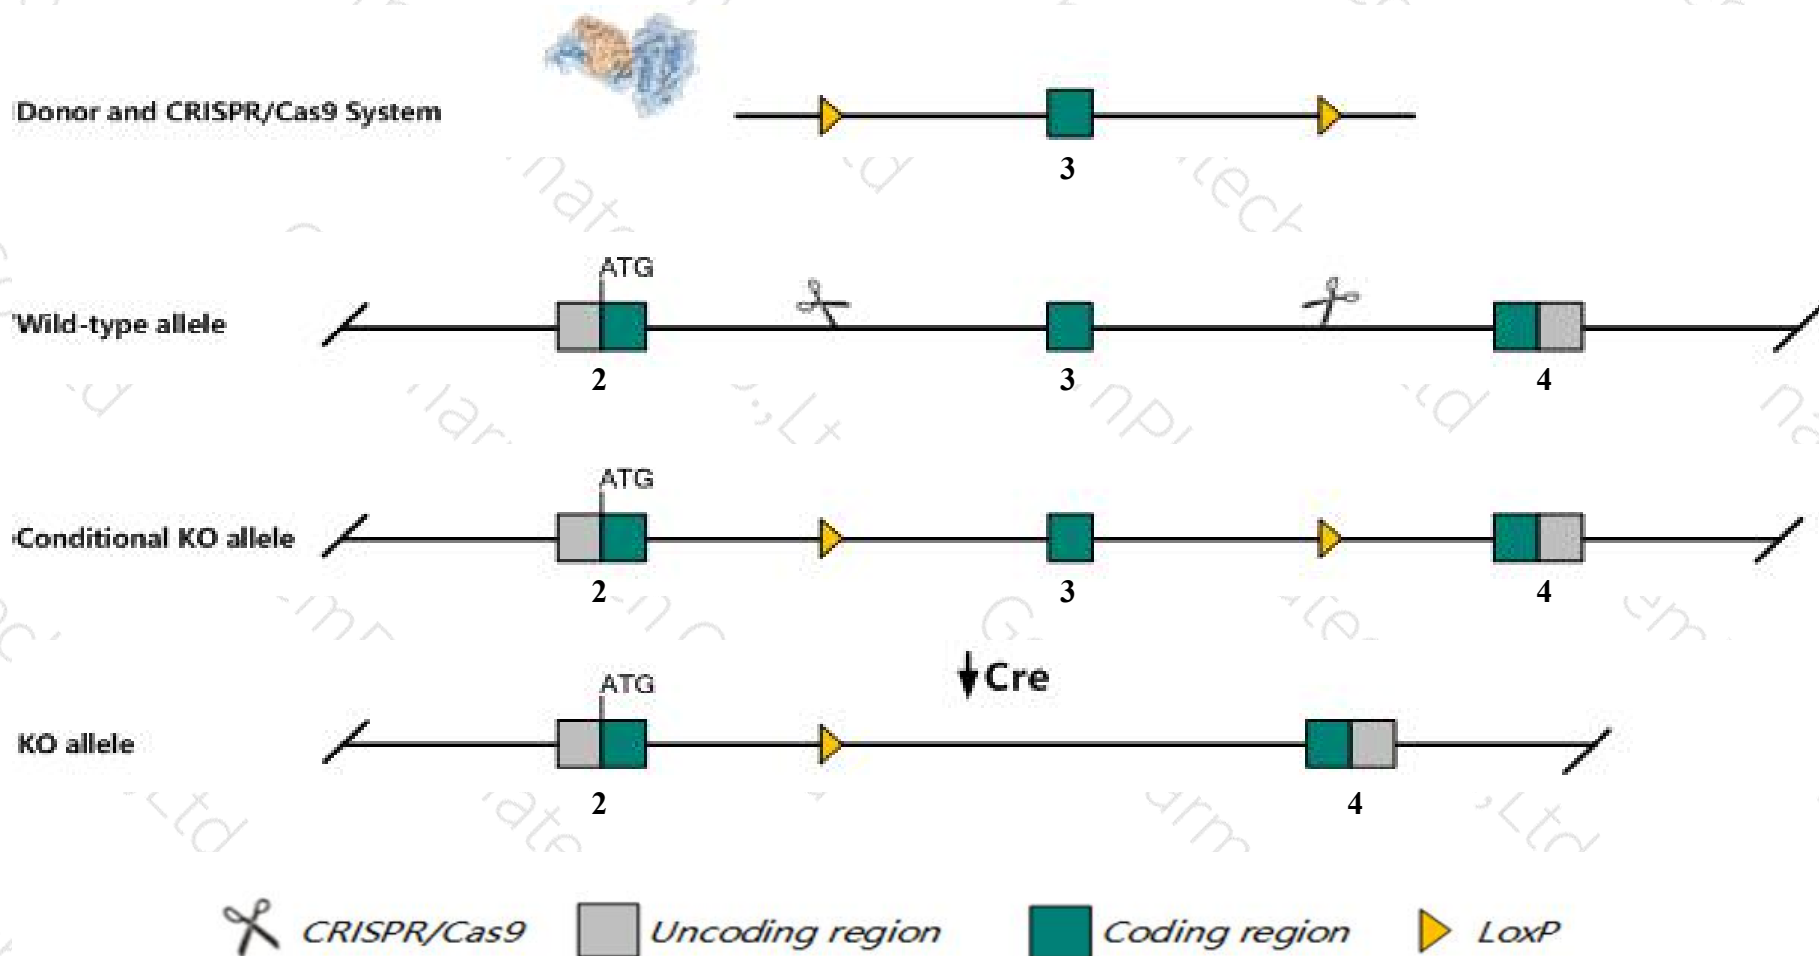 Donor and CRISPR/Cas9 System
3
ATG
Wild-type allele
2 3 4
ATG
Conditional KO allele
2 3 4
Cre
ATG
KO allele
2 4
CRISPR/Cas9 Uncoding region Coding region LoxP